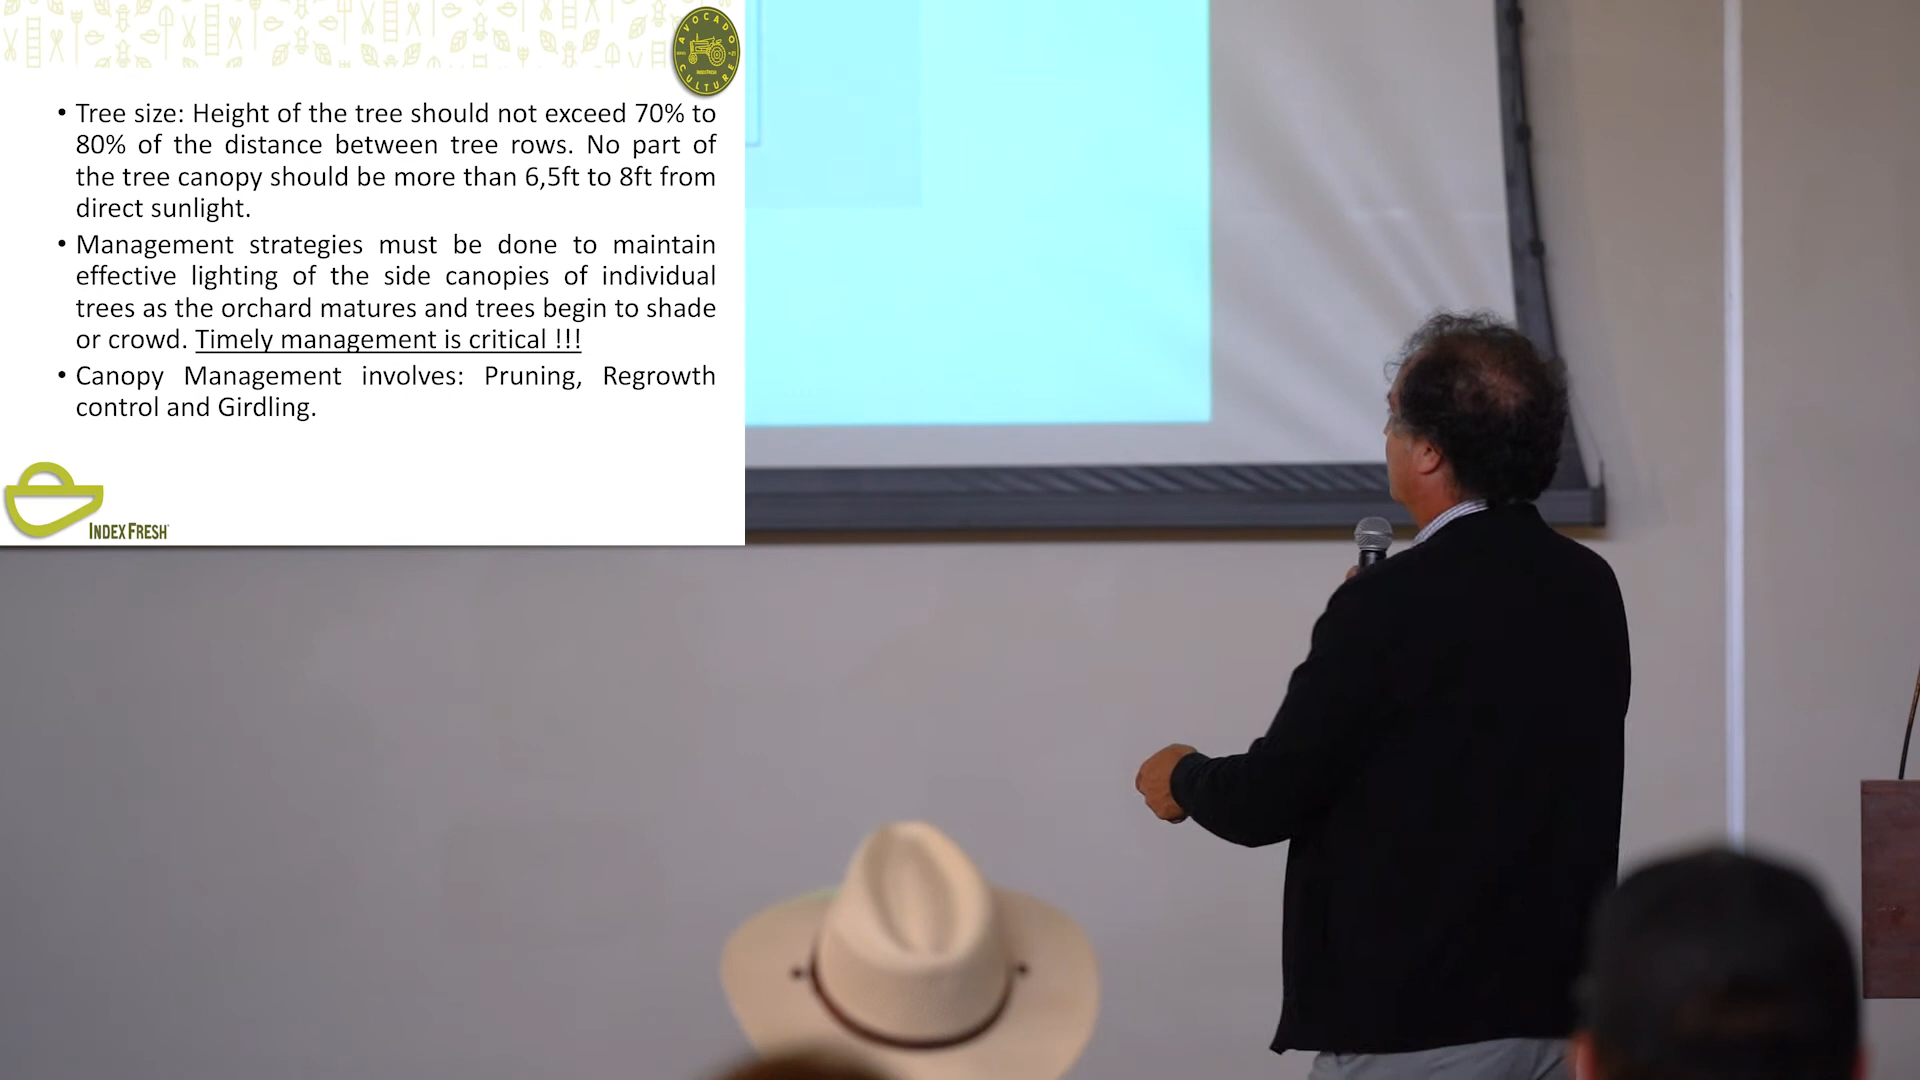 AVOCADO
INDEX FRESH
CULTURE
• Tree size: Height of the tree should not exceed 70% to
80% of the distance between tree rows. No part of
the tree canopy should be more than 6,5ft to 8ft from
direct sunlight.
• Management strategies must be done to maintain
effective lighting of the side canopies of individual
trees as the orchard matures and trees begin to shade
or crowd. Timely management is critical !!!
• Canopy Management involves: Pruning, Regrowth
control and Girdling.
INDEX FRESH